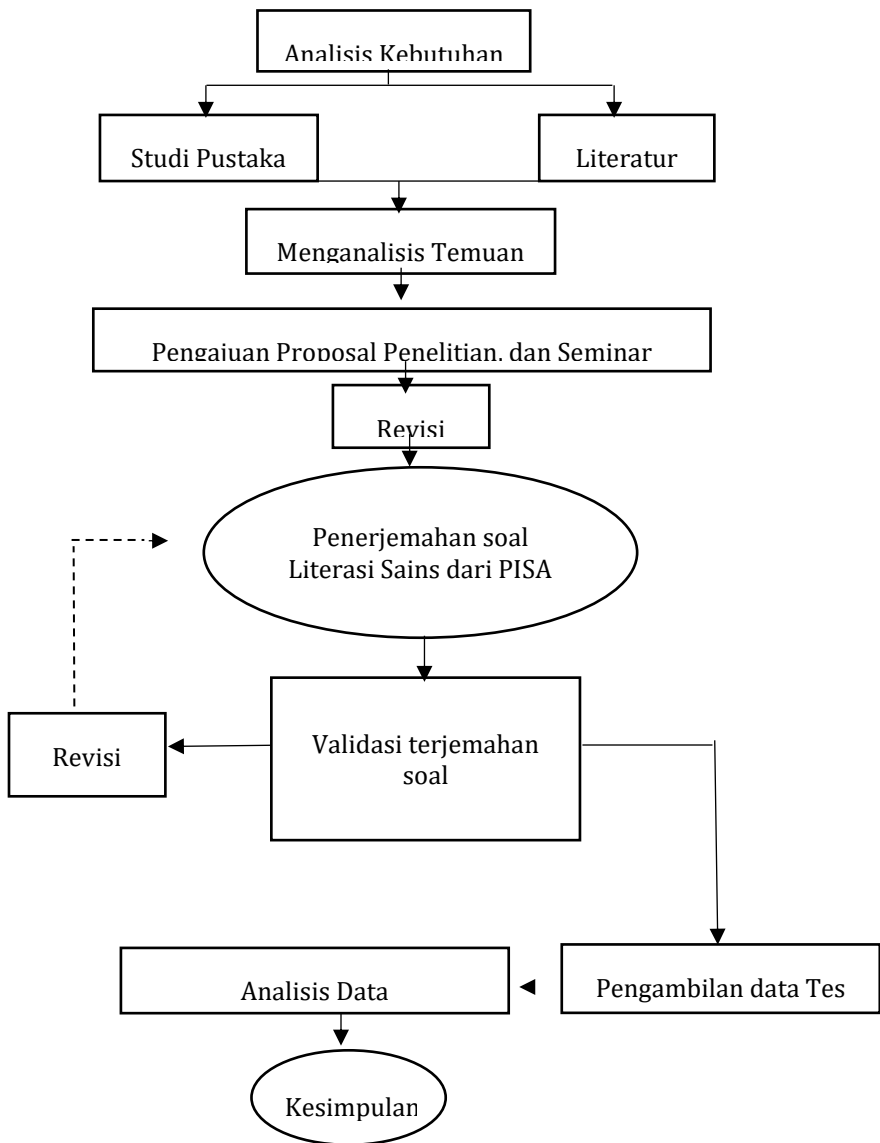 Analisis Kebutuhan
Studi Pustaka
Literatur
Menganalisis Temuan
Pengajuan Proposal Penelitian, dan Seminar
Revisi
Penerjemahan soal
Literasi Sains dari PISA
Validasi terjemahan
soal
Revisi
Pengambilan data Tes
Analisis Data
Kesimpulan